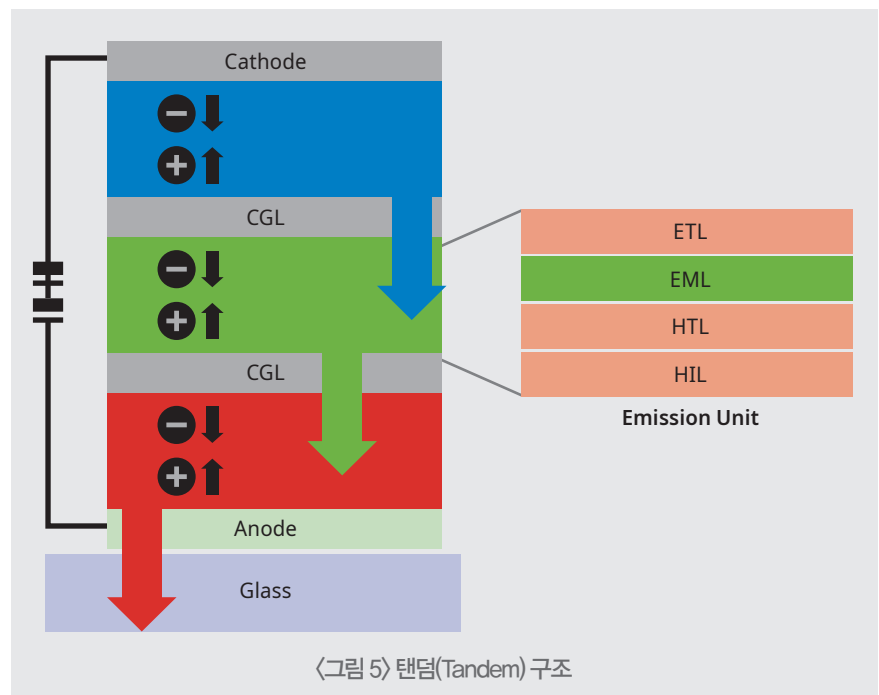 Cathode
CGL
CGL
Anode
Glass
ETL
EML
HTL
HIL
Emission Unit
〈그림 5〉 탠덤(Tandem) 구조